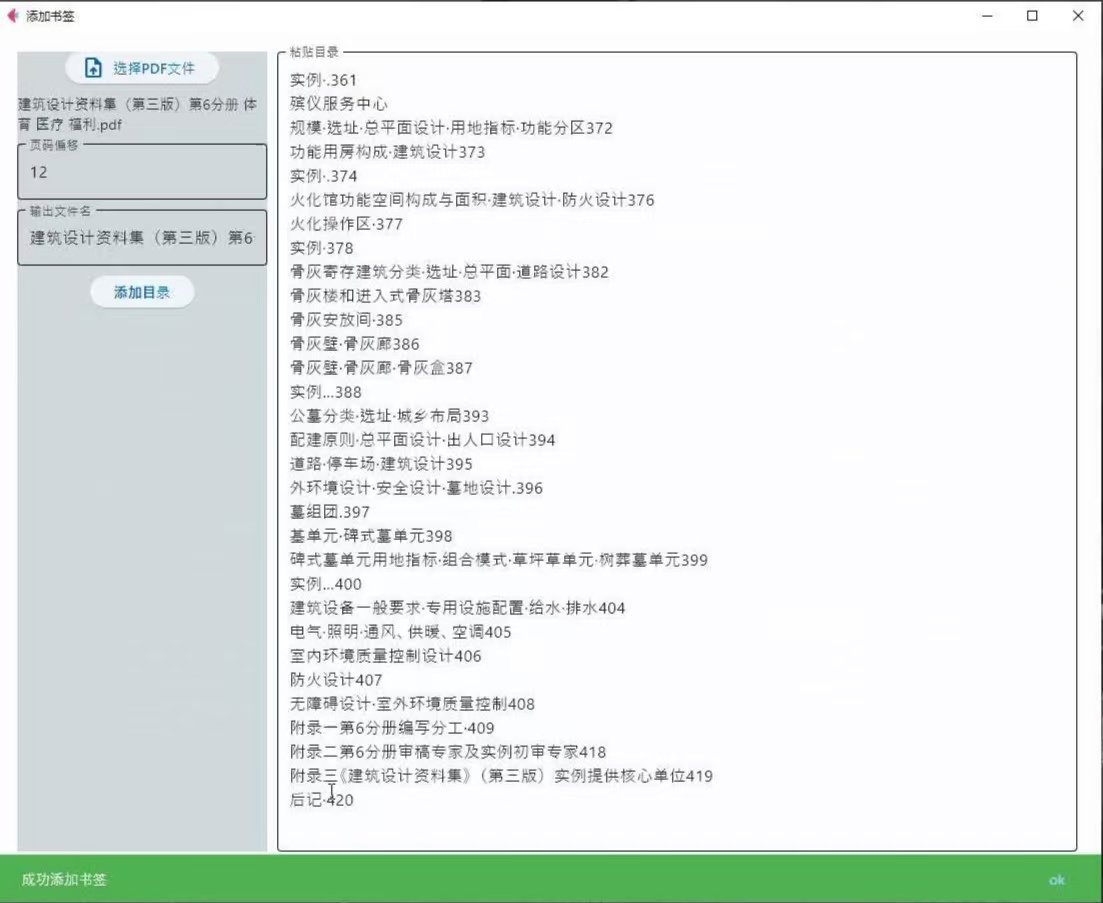 添加书签
选择PDF文件
建筑设计资料集（第三版）第6分册 体
育 医疗 福利.pdf
页码偏移
12
输出文件名
建筑设计资料集（第三版）第6
添加目录
粘贴目录
实例·.361
殡仪服务中心
规模·选址·总平面设计·用地指标·功能分区372
功能用房构成·建筑设计373
实例·.374
火化馆功能空间构成与面积·建筑设计·防火设计376
火化操作区·377
实例·378
骨灰寄存建筑分类·选址·总平面·道路设计382
骨灰楼和进入式骨灰塔383
骨灰安放间·385
骨灰壁·骨灰廊386
骨灰壁·骨灰廊·骨灰盒387
实例...388
公墓分类·选址·城乡布局393
配建原则·总平面设计·出人口设计394
道路·停车场·建筑设计395
外环境设计·安全设计·墓地设计.396
墓组团.397
基单元·碑式墓单元398
碑式墓单元用地指标·组合模式·草坪草单元·树葬墓单元399
实例...400
建筑设备一般要求·专用设施配置·给水·排水404
电气·照明·通风、供暖、空调405
室内环境质量控制设计406
防火设计407
无障碍设计·室外环境质量控制408
附录一第6分册编写分工·409
附录二第6分册审稿专家及实例初审专家418
附录三《建筑设计资料集》（第三版）实例提供核心单位419
后记·420
成功添加书签
ok